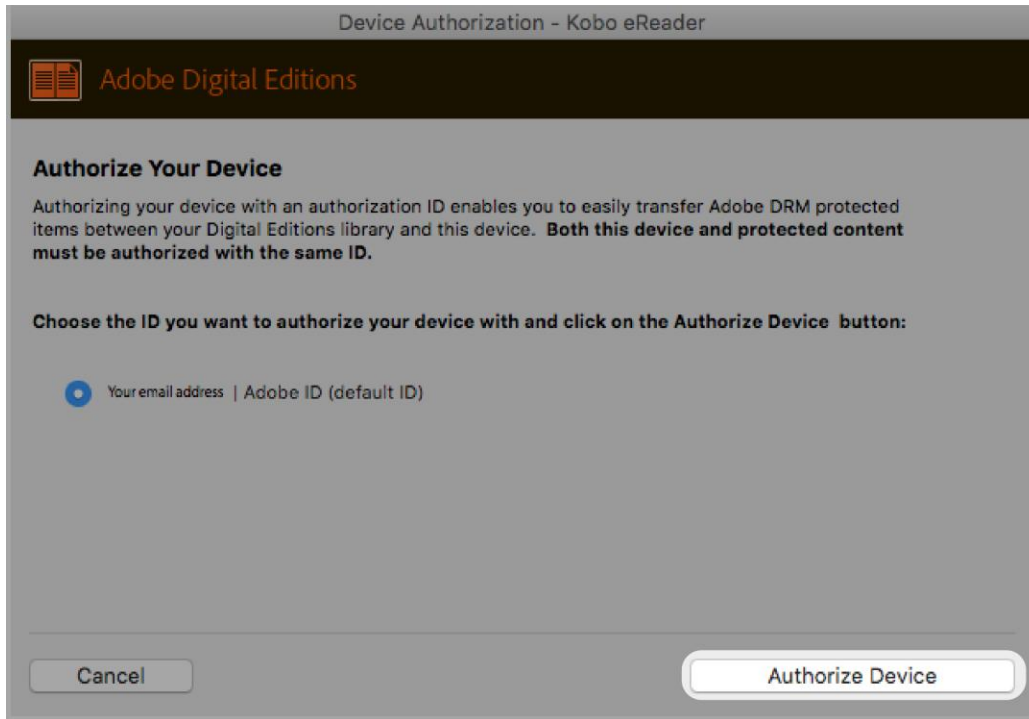 Device Authorization - Kobo eReader
Adobe Digital Editions
Authorize Your Device
Authorizing your device with an authorization ID enables you to easily transfer Adobe DRM protected
items between your Digital Editions library and this device. Both this device and protected content
must be authorized with the same ID.
Choose the ID you want to authorize your device with and click on the Authorize Device button:
Your email address | Adobe ID (default ID)
Cancel
Authorize Device